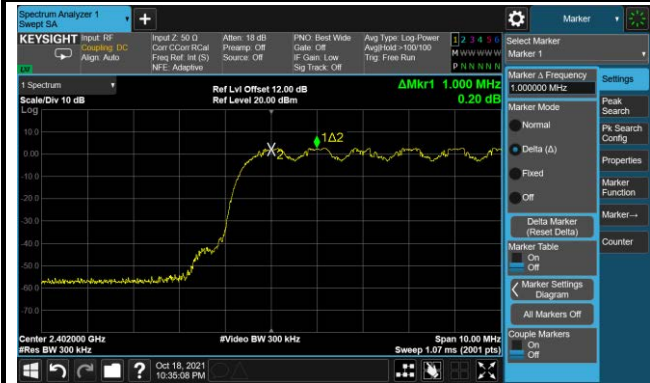 Spectrum Analyzer 1
Swept SA
+
Marker
KEYSIGHT
Input: RF
Coupling: DC
Align: Auto
Input Z: 50 Ω
Corr CCorr RCal
Freq Ref: Int (S)
NFE: Adaptive
Atten: 18 dB
Preamp: Off
Source: Off
PNO: Best Wide
Gate: Off
IF Gain: Low
Sig Track: Off
Avg Type: Log-Power
Avg|Hold:>100/100
Trig: Free Run
1 2 3 4 5 6
M W W W W W
P N N N N N
Select Marker
Marker 1
LV
1 Spectrum
Scale/Div 10 dB
Log
Ref Lvl Offset 12.00 dB
Ref Level 20.00 dBm
ΔMkr1 1.000 MHz
0.20 dB
10.0
0.00
-10.0
-20.0
-30.0
-40.0
-50.0
-60.0
-70.0
1Δ2
X2
Center 2.402000 GHz
#Res BW 300 kHz
#Video BW 300 kHz
Span 10.00 MHz
Sweep 1.07 ms (2001 pts)
Marker Δ Frequency
1.000000 MHz
Marker Mode
Normal
Delta (Δ)
Fixed
Off
Delta Marker
(Reset Delta)
Marker Table
On
Off
Marker Settings
Diagram
All Markers Off
Couple Markers
On
Off
Settings
Peak
Search
Pk Search
Config
Properties
Marker
Function
Marker→
Counter
?
Oct 18, 2021
10:35:08 PM